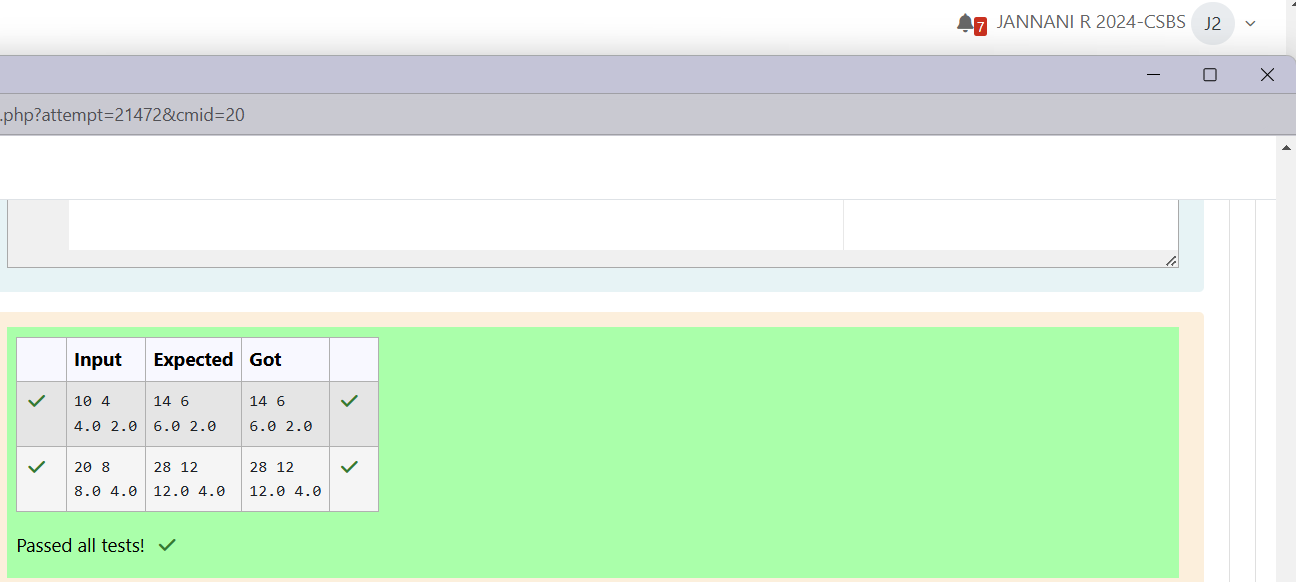 7 JANNANI R 2024-CSBS J2
.php?attempt=21472&cmid=20
Input Expected Got
10 4 14 6 14 6
4.0 2.0 6.0 2.0 6.0 2.0
20 8 28 12 28 12
8.0 4.0 12.0 4.0 12.0 4.0
Passed all tests!